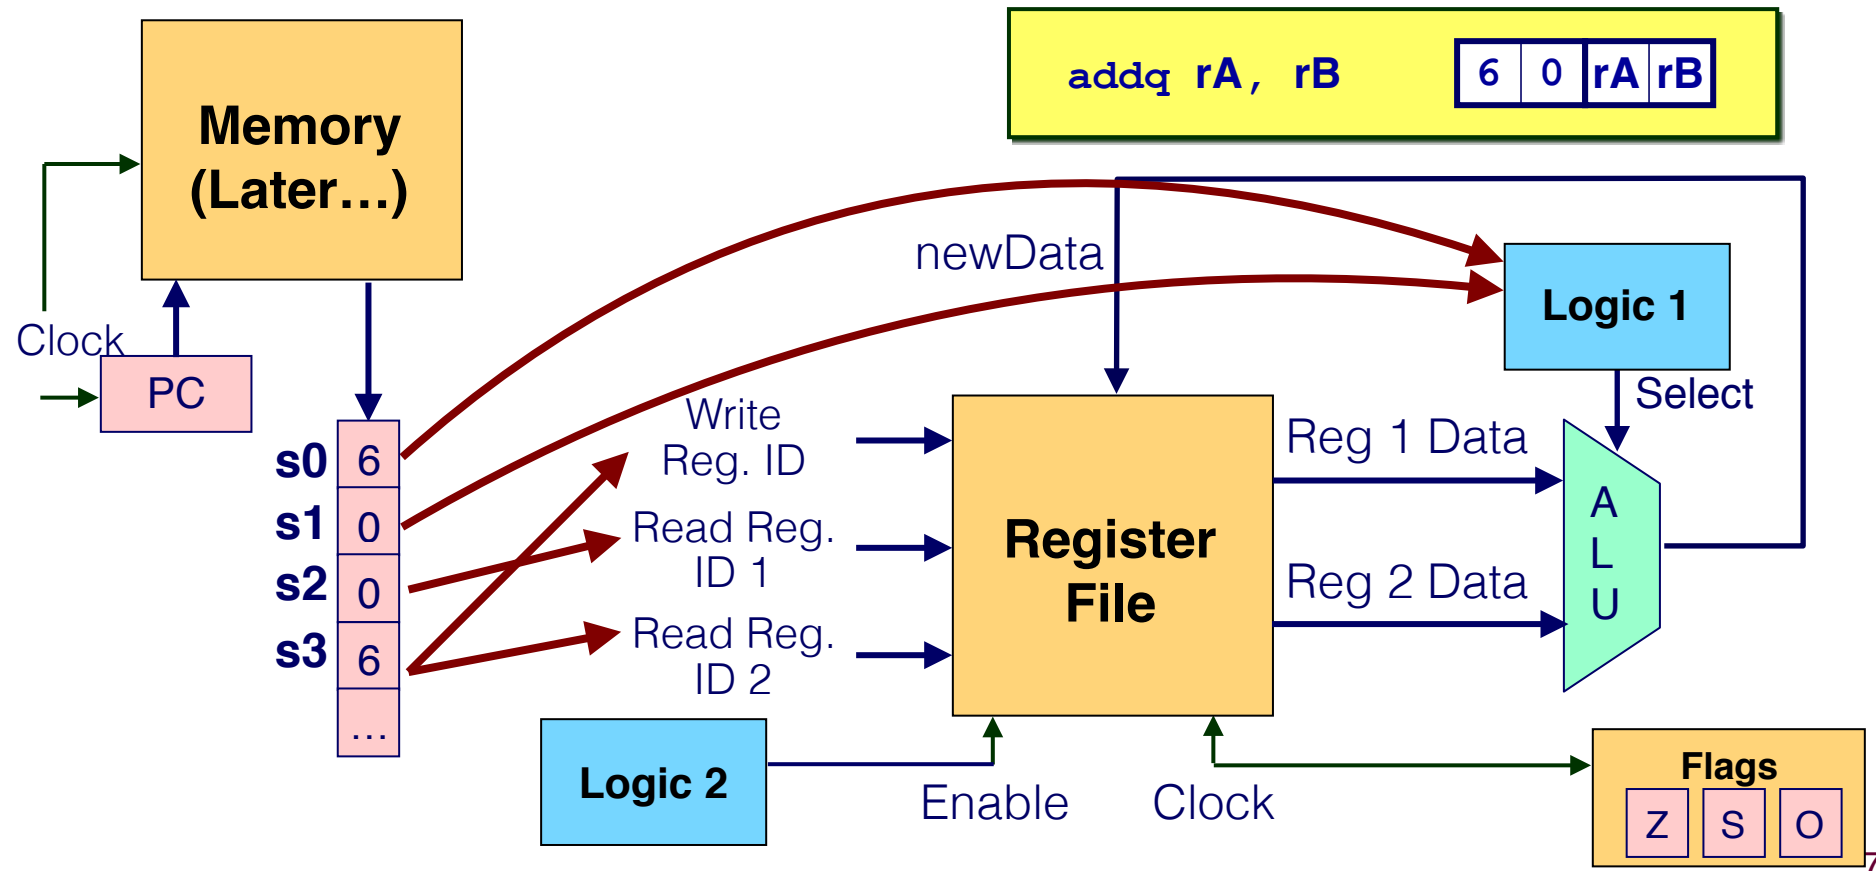 addq rA, rB
6 0 rA rB
Memory
(Later...)
Clock
PC
newData
Logic 1
Select
s0 6
s1 0
s2 0
s3 6
...
Write
Reg. ID
Read Reg.
ID 1
Read Reg.
ID 2
Register
File
Reg 1 Data
Reg 2 Data
A
L
U
Logic 2
Enable
Clock
Flags
Z S O